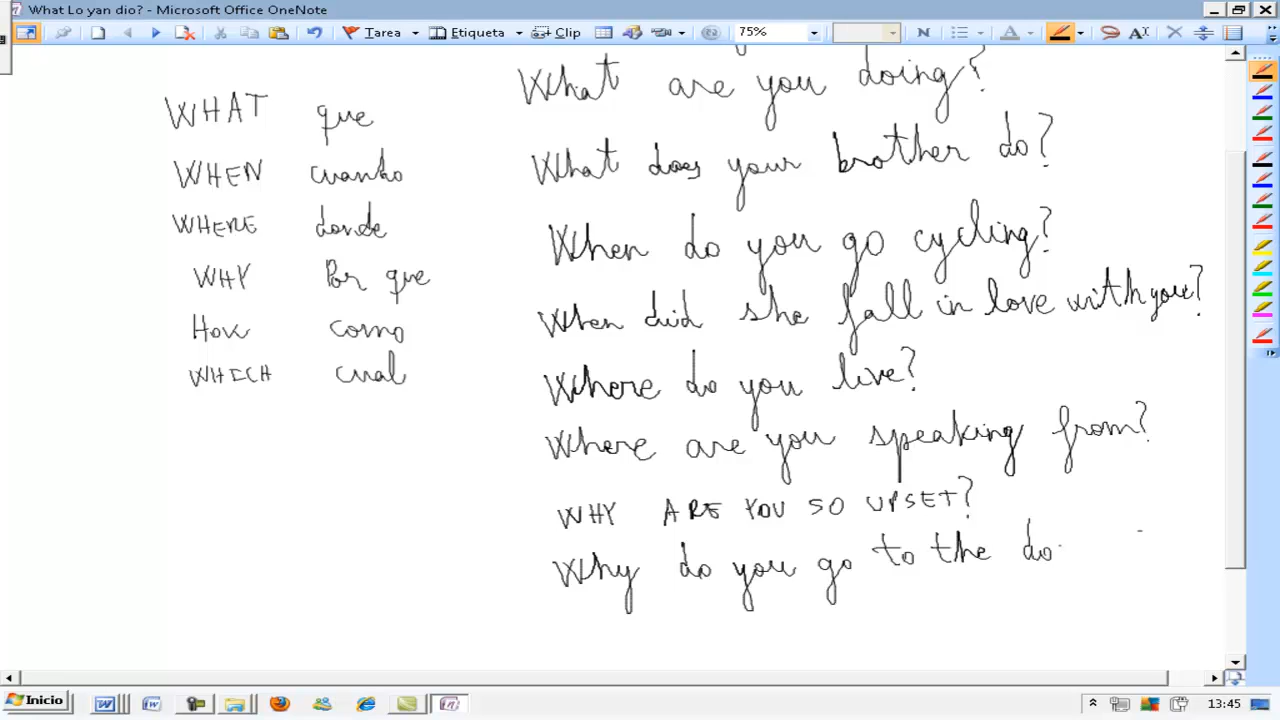 What Lo yan dio? - Microsoft Office OneNote
Tarea Etiqueta Clip 75% N A
What are you doing?
WHAT que
What does your brother do?
WHEN cuando
When do you go cycling?
WHERE donde
WHY Por que
When did she fall in love with you?
How como
WHICH cual
Where do you live?
Where are you speaking from?
WHY ARE YOU SO UPSET?
Why do you go to the do
Inicio 13:45